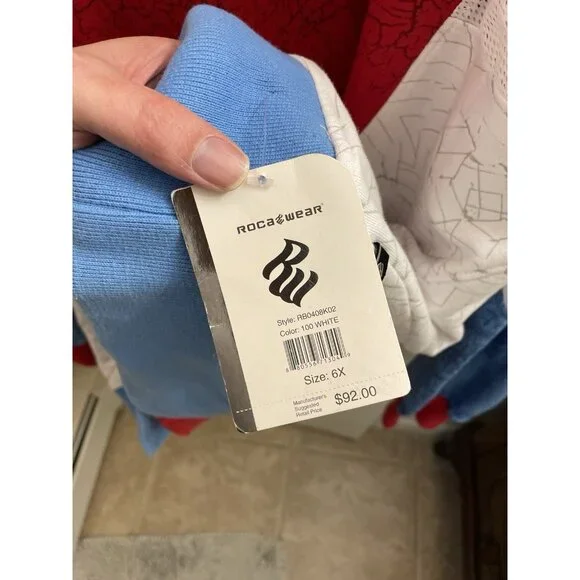 ROCA WEAR
Style: RB0408K02
Color: 100 WHITE
Size: 6X
Manufacturer's
Suggested
Retail Price
$92.00